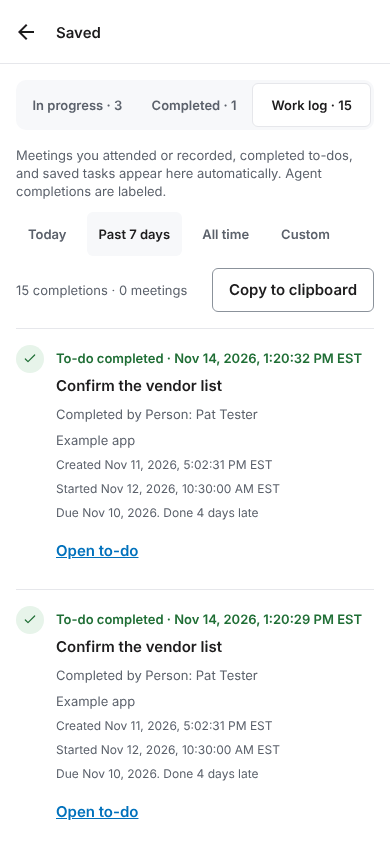 Saved
In progress · 3
Completed · 1
Work log · 15
Meetings you attended or recorded, completed to-dos,
and saved tasks appear here automatically. Agent
completions are labeled.
Today
Past 7 days
All time
Custom
15 completions · 0 meetings
Copy to clipboard
To-do completed · Nov 14, 2026, 1:20:32 PM EST
Confirm the vendor list
Completed by Person: Pat Tester
Example app
Created Nov 11, 2026, 5:02:31 PM EST
Started Nov 12, 2026, 10:30:00 AM EST
Due Nov 10, 2026. Done 4 days late
Open to-do
To-do completed · Nov 14, 2026, 1:20:29 PM EST
Confirm the vendor list
Completed by Person: Pat Tester
Example app
Created Nov 11, 2026, 5:02:31 PM EST
Started Nov 12, 2026, 10:30:00 AM EST
Due Nov 10, 2026. Done 4 days late
Open to-do